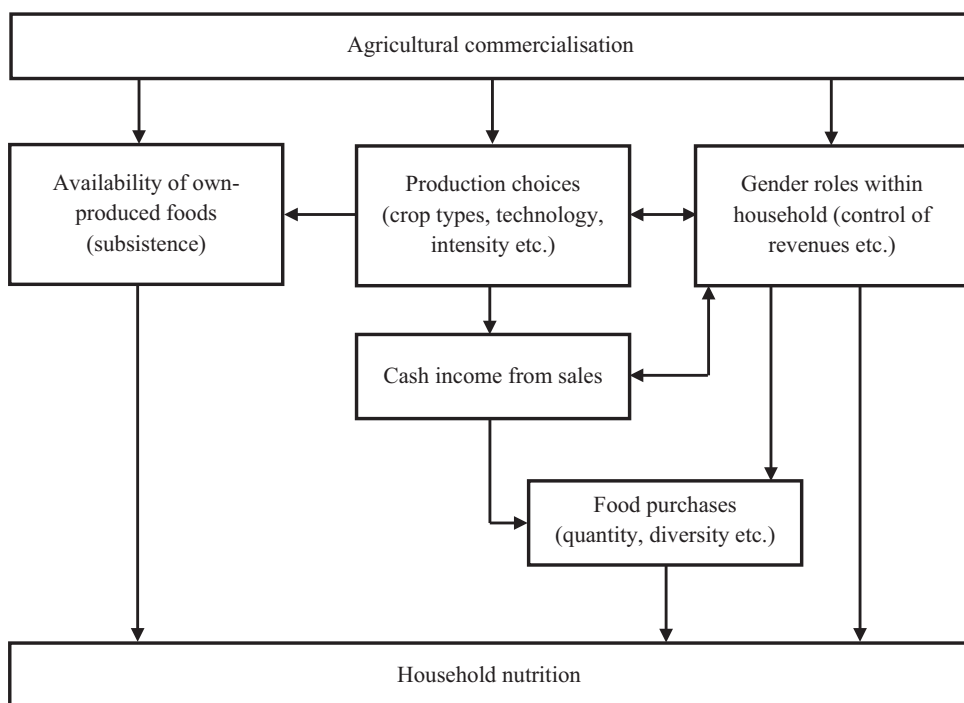 Agricultural commercialisation
Availability of own-
produced foods
(subsistence)
Production choices
(crop types, technology,
intensity etc.)
Gender roles within
household (control of
revenues etc.)
Cash income from sales
Food purchases
(quantity, diversity etc.)
Household nutrition